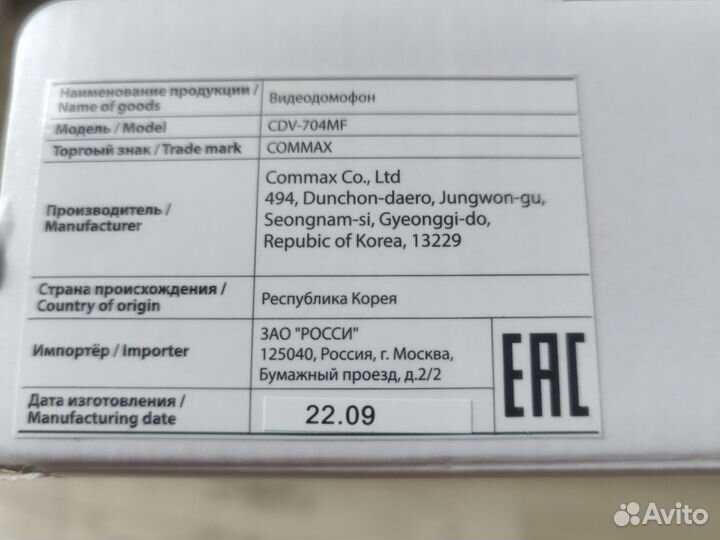 Наименование продукции /
Name of goods
Видеодомофон
Модель / Model
CDV-704MF
Торгоый знак / Trade mark
COMMAX
Производитель /
Manufacturer
Commax Co., Ltd
494, Dunchon-daero, Jungwon-gu,
Seongnam-si, Gyeonggi-do,
Repubic of Korea, 13229
Страна происхождения /
Country of origin
Республика Корея
Импортёр / Importer
ЗАО "РОССИ"
125040, Россия, г. Москва,
Бумажный проезд, д.2/2
Дата изготовления /
Manufacturing date
22.09
EAC
Avito